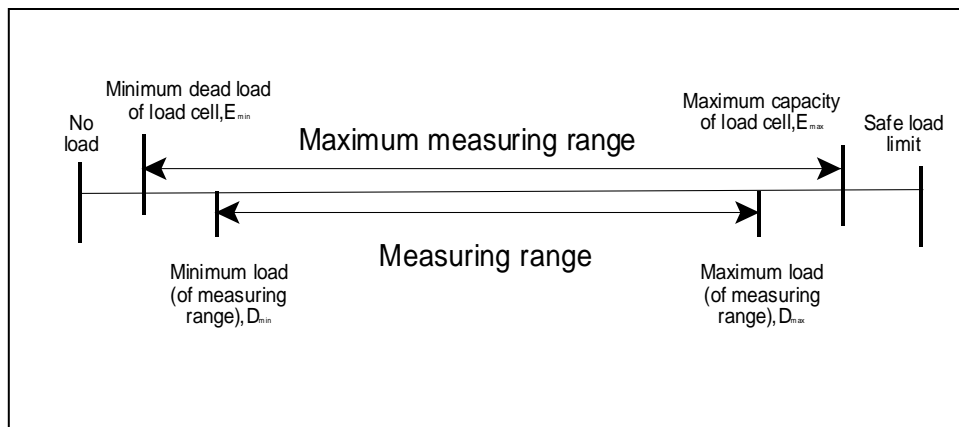 No
load
Minimum dead load
of load cell,Emin
Maximum measuring range
Maximum capacity
of load cell,Emax
Safe load
limit
Measuring range
Minimum load
(of measuring
range),Dmin
Maximum load
(of measuring
range),Dmax